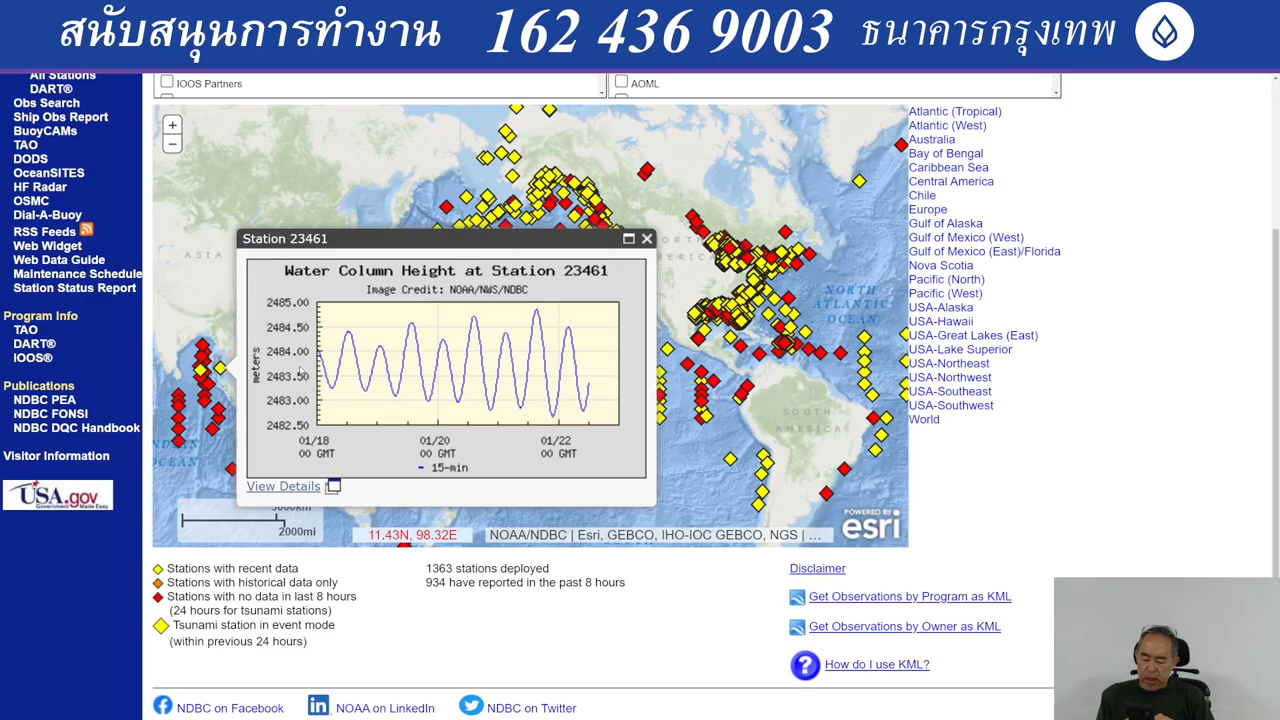 สนับสนุนการทำงาน 162 436 9003 ธนาคารกรุงเทพ
All Stations
DART®
Obs Search
Ship Obs Report
BuoyCAMs
TAO
DODS
OceanSITES
HF Radar
OSMC
Dial-A-Buoy
RSS Feeds
Web Widget
Web Data Guide
Maintenance Schedule
Station Status Report
Program Info
TAO
DART®
IOOS®
Publications
NDBC PEA
NDBC FONSI
NDBC DQC Handbook
Visitor Information
USA.gov
Government Made Easy
IOOS Partners
AOML
+
−
ASIA
NORTH
ATLANTIC
OCEAN
SOUTH
AMERICA
OCEAN
Station 23461
Water Column Height at Station 23461
Image Credit: NOAA/NWS/NDBC
meters
2485.00
2484.50
2484.00
2483.50
2483.00
2482.50
01/18 01/20 01/22
00 GMT 00 GMT 00 GMT
15-min
View Details
2000mi
11.43N, 98.32E
NOAA/NDBC | Esri, GEBCO, IHO-IOC GEBCO, NGS | ...
POWERED BY
esri
Atlantic (Tropical)
Atlantic (West)
Australia
Bay of Bengal
Caribbean Sea
Central America
Chile
Europe
Gulf of Alaska
Gulf of Mexico (West)
Gulf of Mexico (East)/Florida
Nova Scotia
Pacific (North)
Pacific (West)
USA-Alaska
USA-Hawaii
USA-Great Lakes (East)
USA-Lake Superior
USA-Northeast
USA-Northwest
USA-Southeast
USA-Southwest
World
Stations with recent data
Stations with historical data only
Stations with no data in last 8 hours
(24 hours for tsunami stations)
Tsunami station in event mode
(within previous 24 hours)
1363 stations deployed
934 have reported in the past 8 hours
Disclaimer
Get Observations by Program as KML
Get Observations by Owner as KML
? How do I use KML?
NDBC on Facebook
NOAA on LinkedIn
NDBC on Twitter